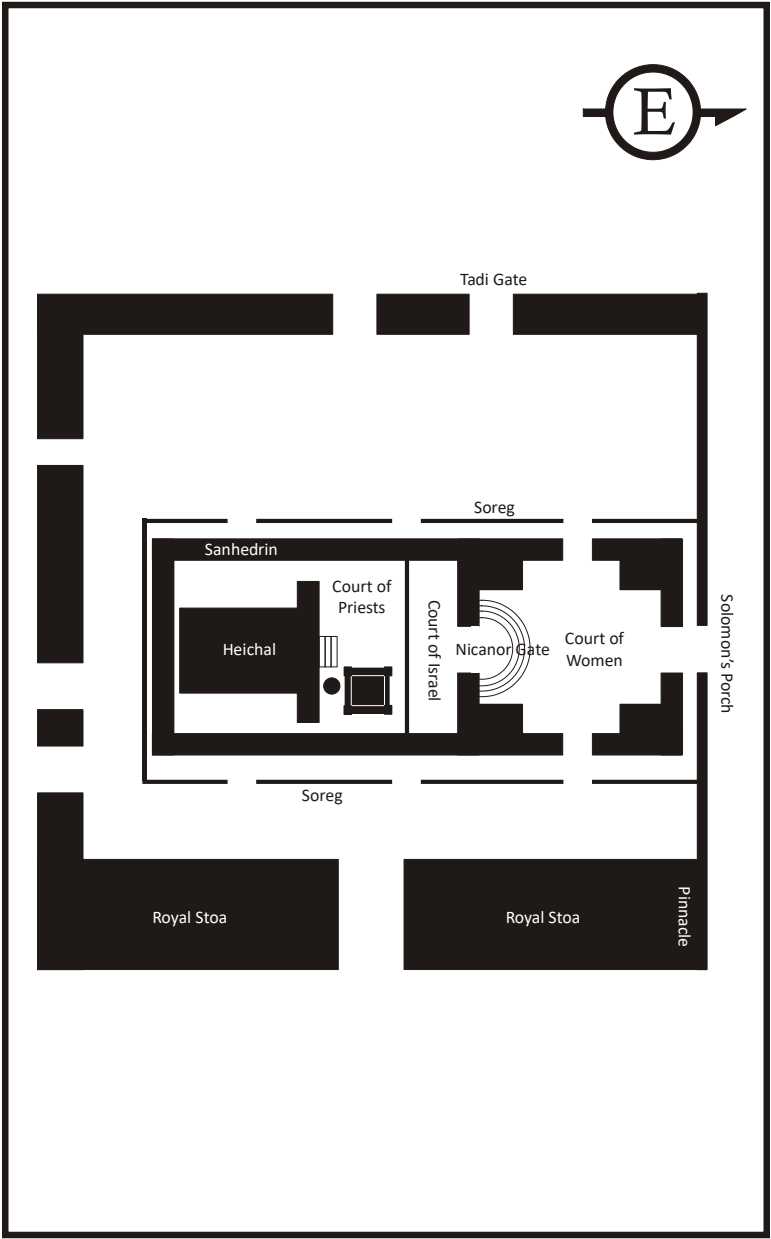 E
Tadi Gate
Soreg
Sanhedrin
Court of
Priests
Court of Israel
Heichal
Nicanor Gate
Court of
Women
Solomon's Porch
Soreg
Royal Stoa
Royal Stoa
Pinnacle